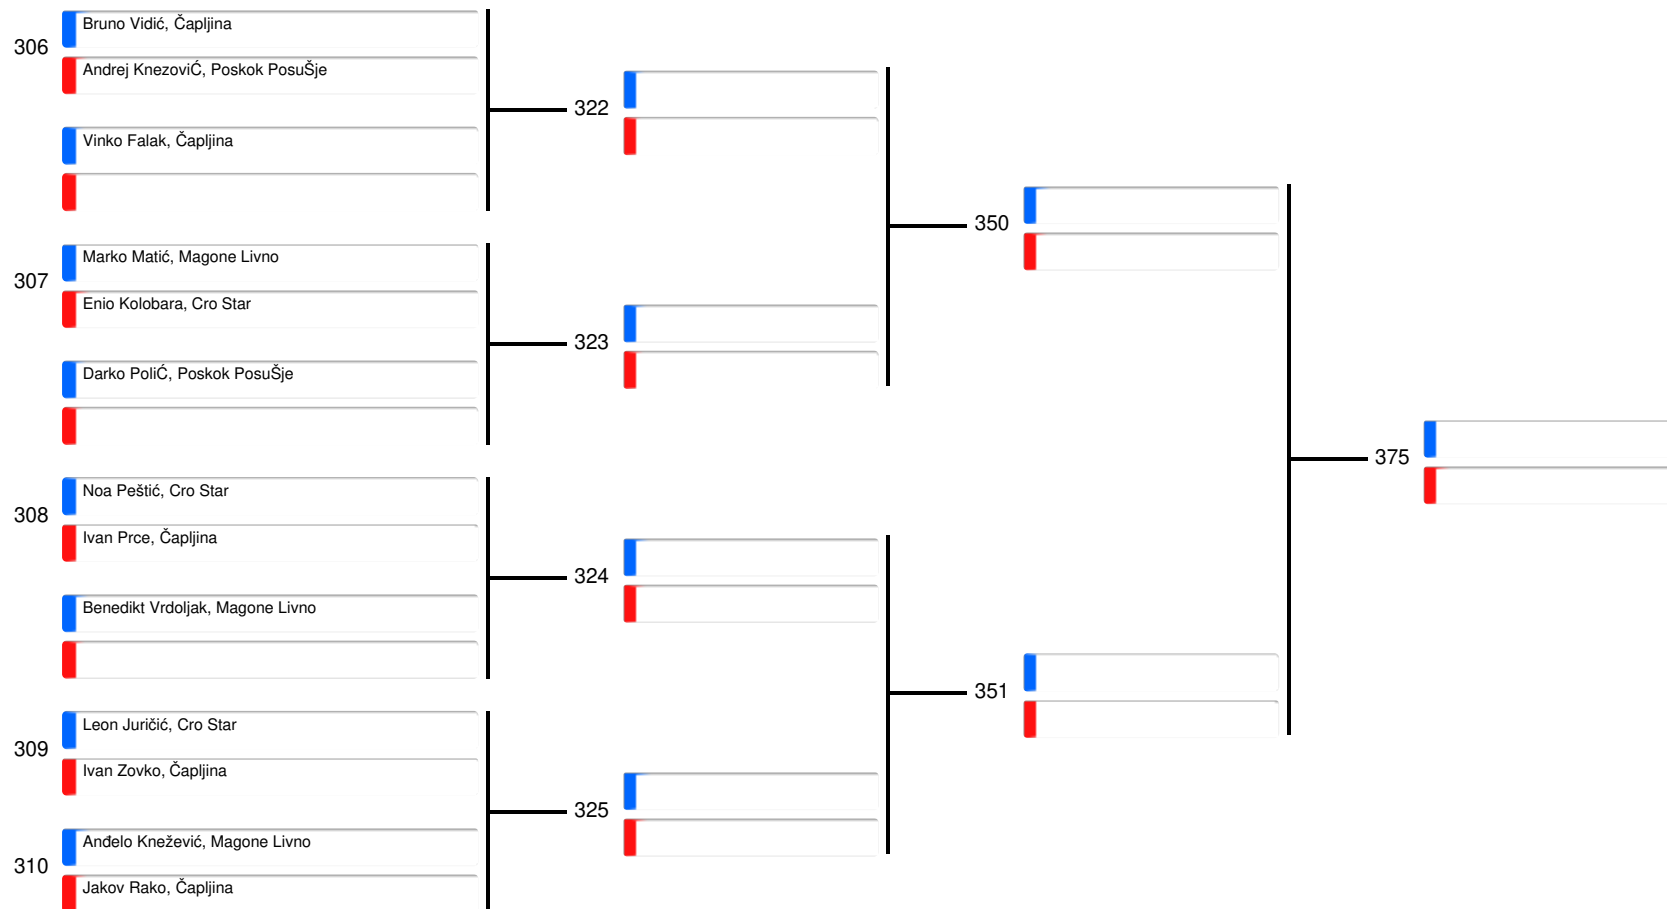 306
Bruno Vidić, Čapljina
Andrej KnezoviĆ, Poskok PosuŠje
Vinko Falak, Čapljina
307
Marko Matić, Magone Livno
Enio Kolobara, Cro Star
Darko PoliĆ, Poskok PosuŠje
308
Noa Peštić, Cro Star
Ivan Prce, Čapljina
Benedikt Vrdoljak, Magone Livno
309
Leon Juričić, Cro Star
Ivan Zovko, Čapljina
310
Anđelo Knežević, Magone Livno
Jakov Rako, Čapljina
322
323
324
325
350
351
375